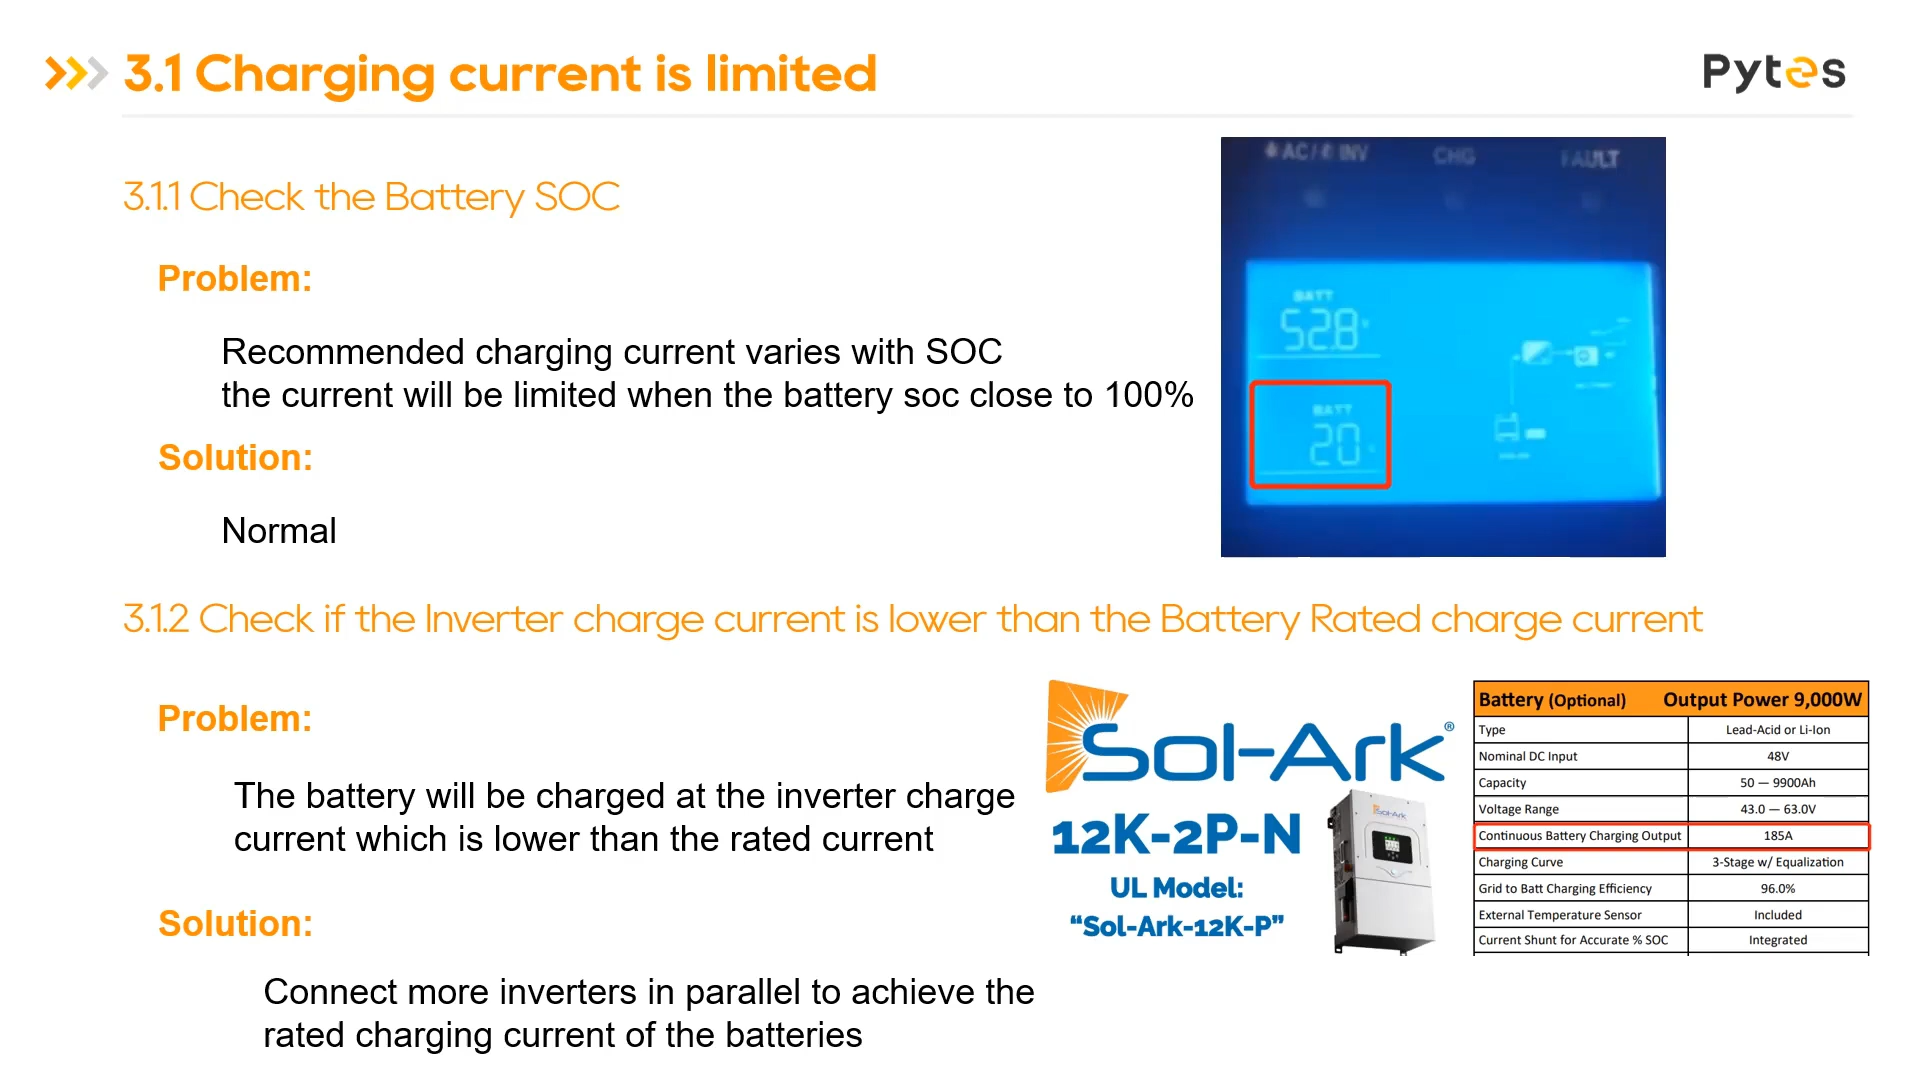 3.1 Charging current is limited
Pytes
3.1.1 Check the Battery SOC
Problem:
Recommended charging current varies with SOC
the current will be limited when the battery soc close to 100%
Solution:
Normal
AC/ INV CHG FAULT
BATT
52.8
BATT
20
3.1.2 Check if the Inverter charge current is lower than the Battery Rated charge current
Problem:
The battery will be charged at the inverter charge
current which is lower than the rated current
Solution:
Connect more inverters in parallel to achieve the
rated charging current of the batteries
Sol-Ark®
12K-2P-N
UL Model:
“Sol-Ark-12K-P”
Sol-Ark
Battery (Optional) Output Power 9,000W
Type Lead-Acid or Li-Ion
Nominal DC Input 48V
Capacity 50 — 9900Ah
Voltage Range 43.0 — 63.0V
Continuous Battery Charging Output 185A
Charging Curve 3-Stage w/ Equalization
Grid to Batt Charging Efficiency 96.0%
External Temperature Sensor Included
Current Shunt for Accurate % SOC Integrated